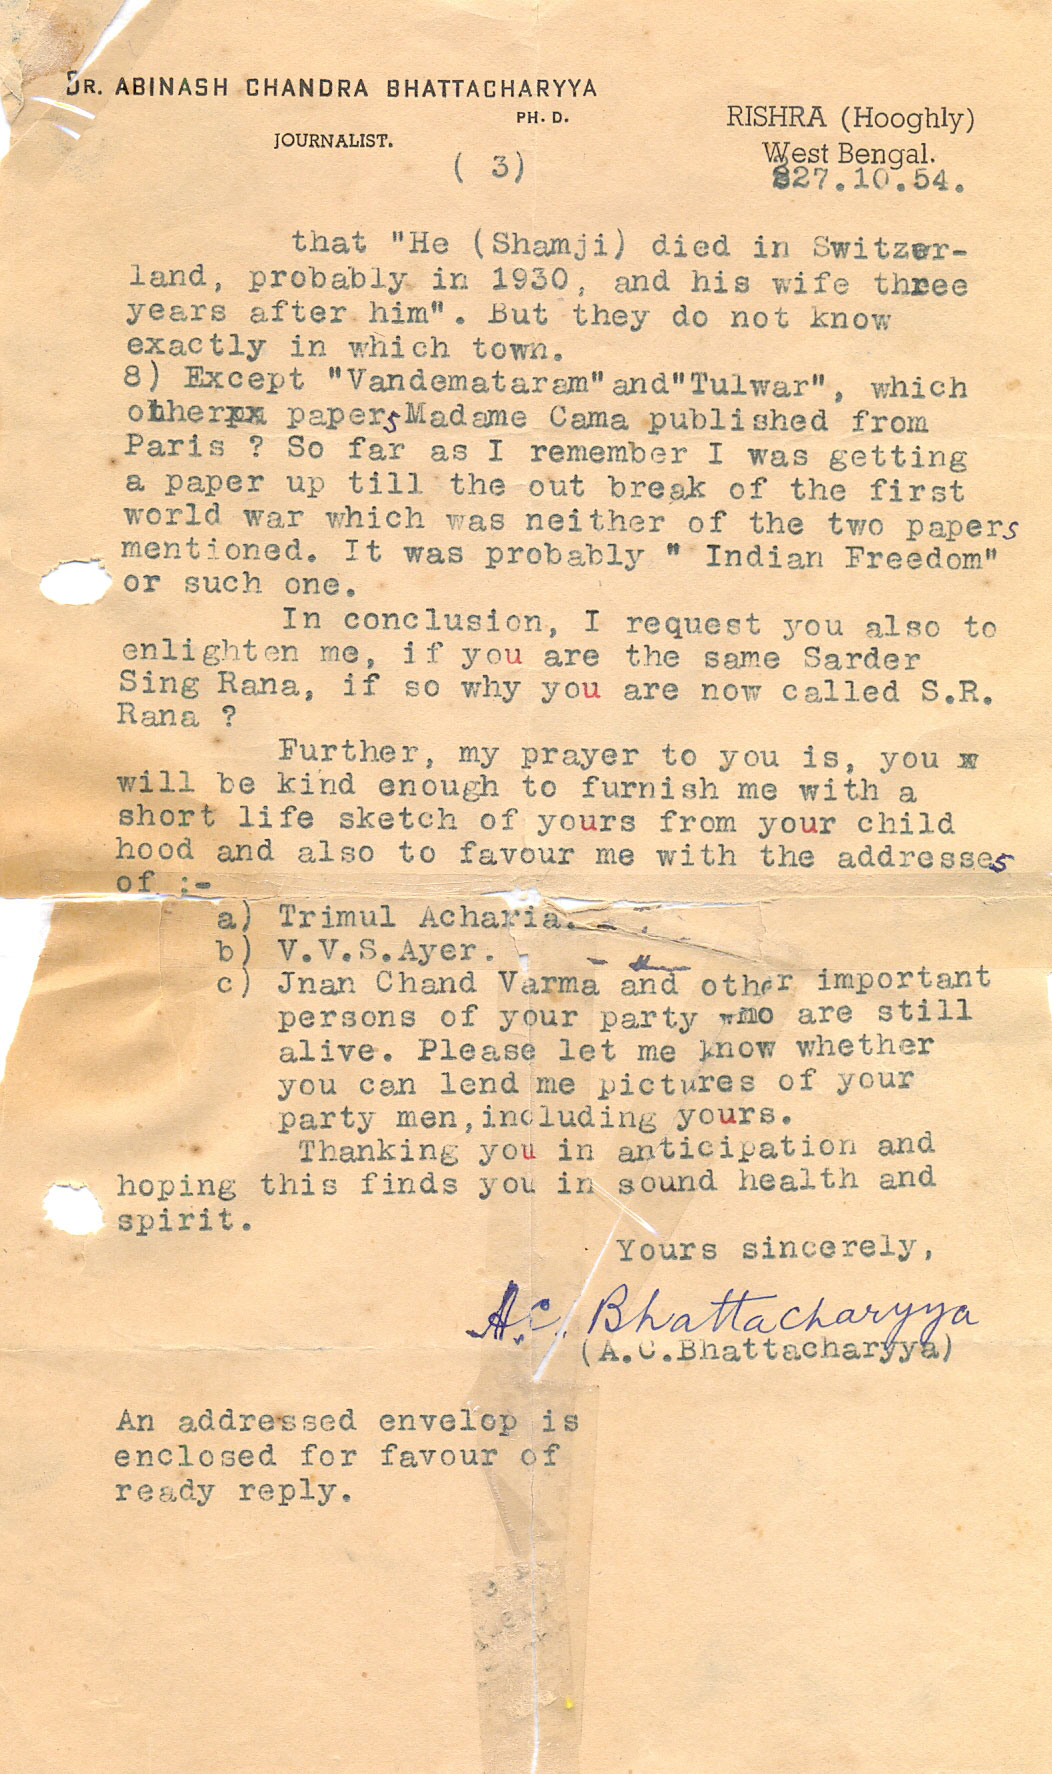 DR. ABINASH CHANDRA BHATTACHARYYA
PH. D.
JOURNALIST.
RISHRA (Hooghly)
West Bengal.
( 3)
27.10.54.
that "He (Shamji) died in Switzer-
land, probably in 1930, and his wife three
years after him". But they do not know
exactly in which town.
8) Except "Vandemataram"and"Tulwar", which
otherxx papers Madame Cama published from
Paris ? So far as I remember I was getting
a paper up till the out break of the first
world war which was neither of the two papers
mentioned. It was probably " Indian Freedom"
or such one.
In conclusion, I request you also to
enlighten me, if you are the same Sarder
Sing Rana, if so why you are now called S.R.
Rana ?
Further, my prayer to you is, you x
will be kind enough to furnish me with a
short life sketch of yours from your child
hood and also to favour me with the addresses
of :-
a) Trimul Acharia.
b) V.V.S.Ayer.
c) Jnan Chand Varma and other important
persons of your party who are still
alive. Please let me know whether
you can lend me pictures of your
party men,including yours.
Thanking you in anticipation and
hoping this finds you in sound health and
spirit.
Yours sincerely,
A.C. Bhattacharyya
(A.C.Bhattacharyya)
An addressed envelop is
enclosed for favour of
ready reply.